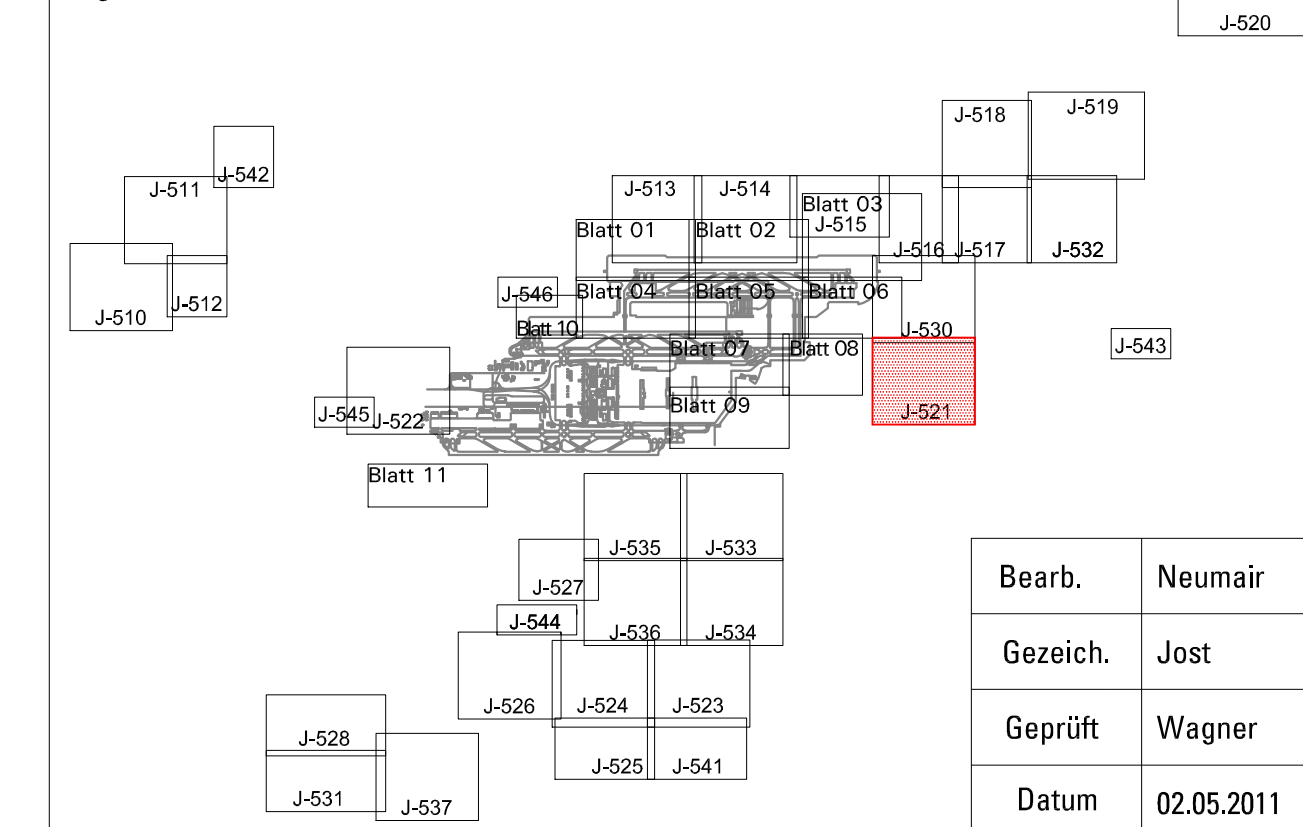 J-520
J-518
J-519
J-542
J-511
J-513
J-514
Blatt 03
J-515
Blatt 01
Blatt 02
J-516
J-517
J-532
J-512
J-510
J-546
Blatt 04
Blatt 05
Blatt 06
Blatt 10
J-530
Blatt 07
Blatt 08
J-543
Blatt 09
J-521
J-545
J-522
Blatt 11
J-535
J-533
J-527
J-544
J-536
J-534
J-526
J-524
J-523
J-528
J-525
J-541
J-531
J-537
Bearb. Neumair
Gezeich. Jost
Geprüft Wagner
Datum 02.05.2011